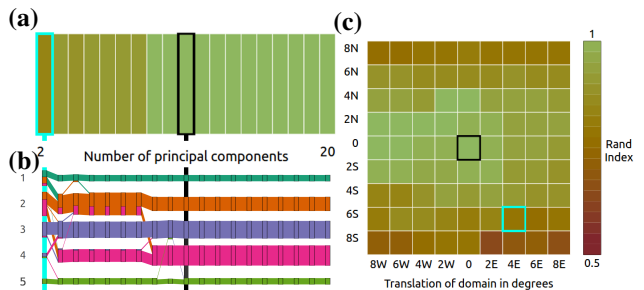 (a)
2
Number of principal components
20
(b)
1
2
3
4
5
(c)
8N
6N
4N
2N
0
2S
4S
6S
8S
8W 6W 4W 2W 0 2E 4E 6E 8E
Translation of domain in degrees
1
Rand
Index
0.5